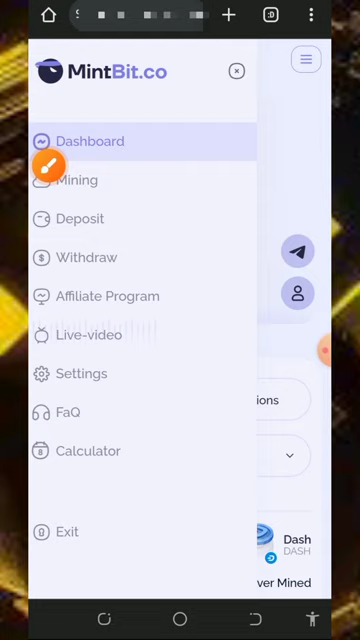 MintBit.co
Dashboard
Mining
Deposit
Withdraw
Affiliate Program
Live-video
Settings
FaQ
Calculator
Exit
ions
Dash
DASH
ver Mined